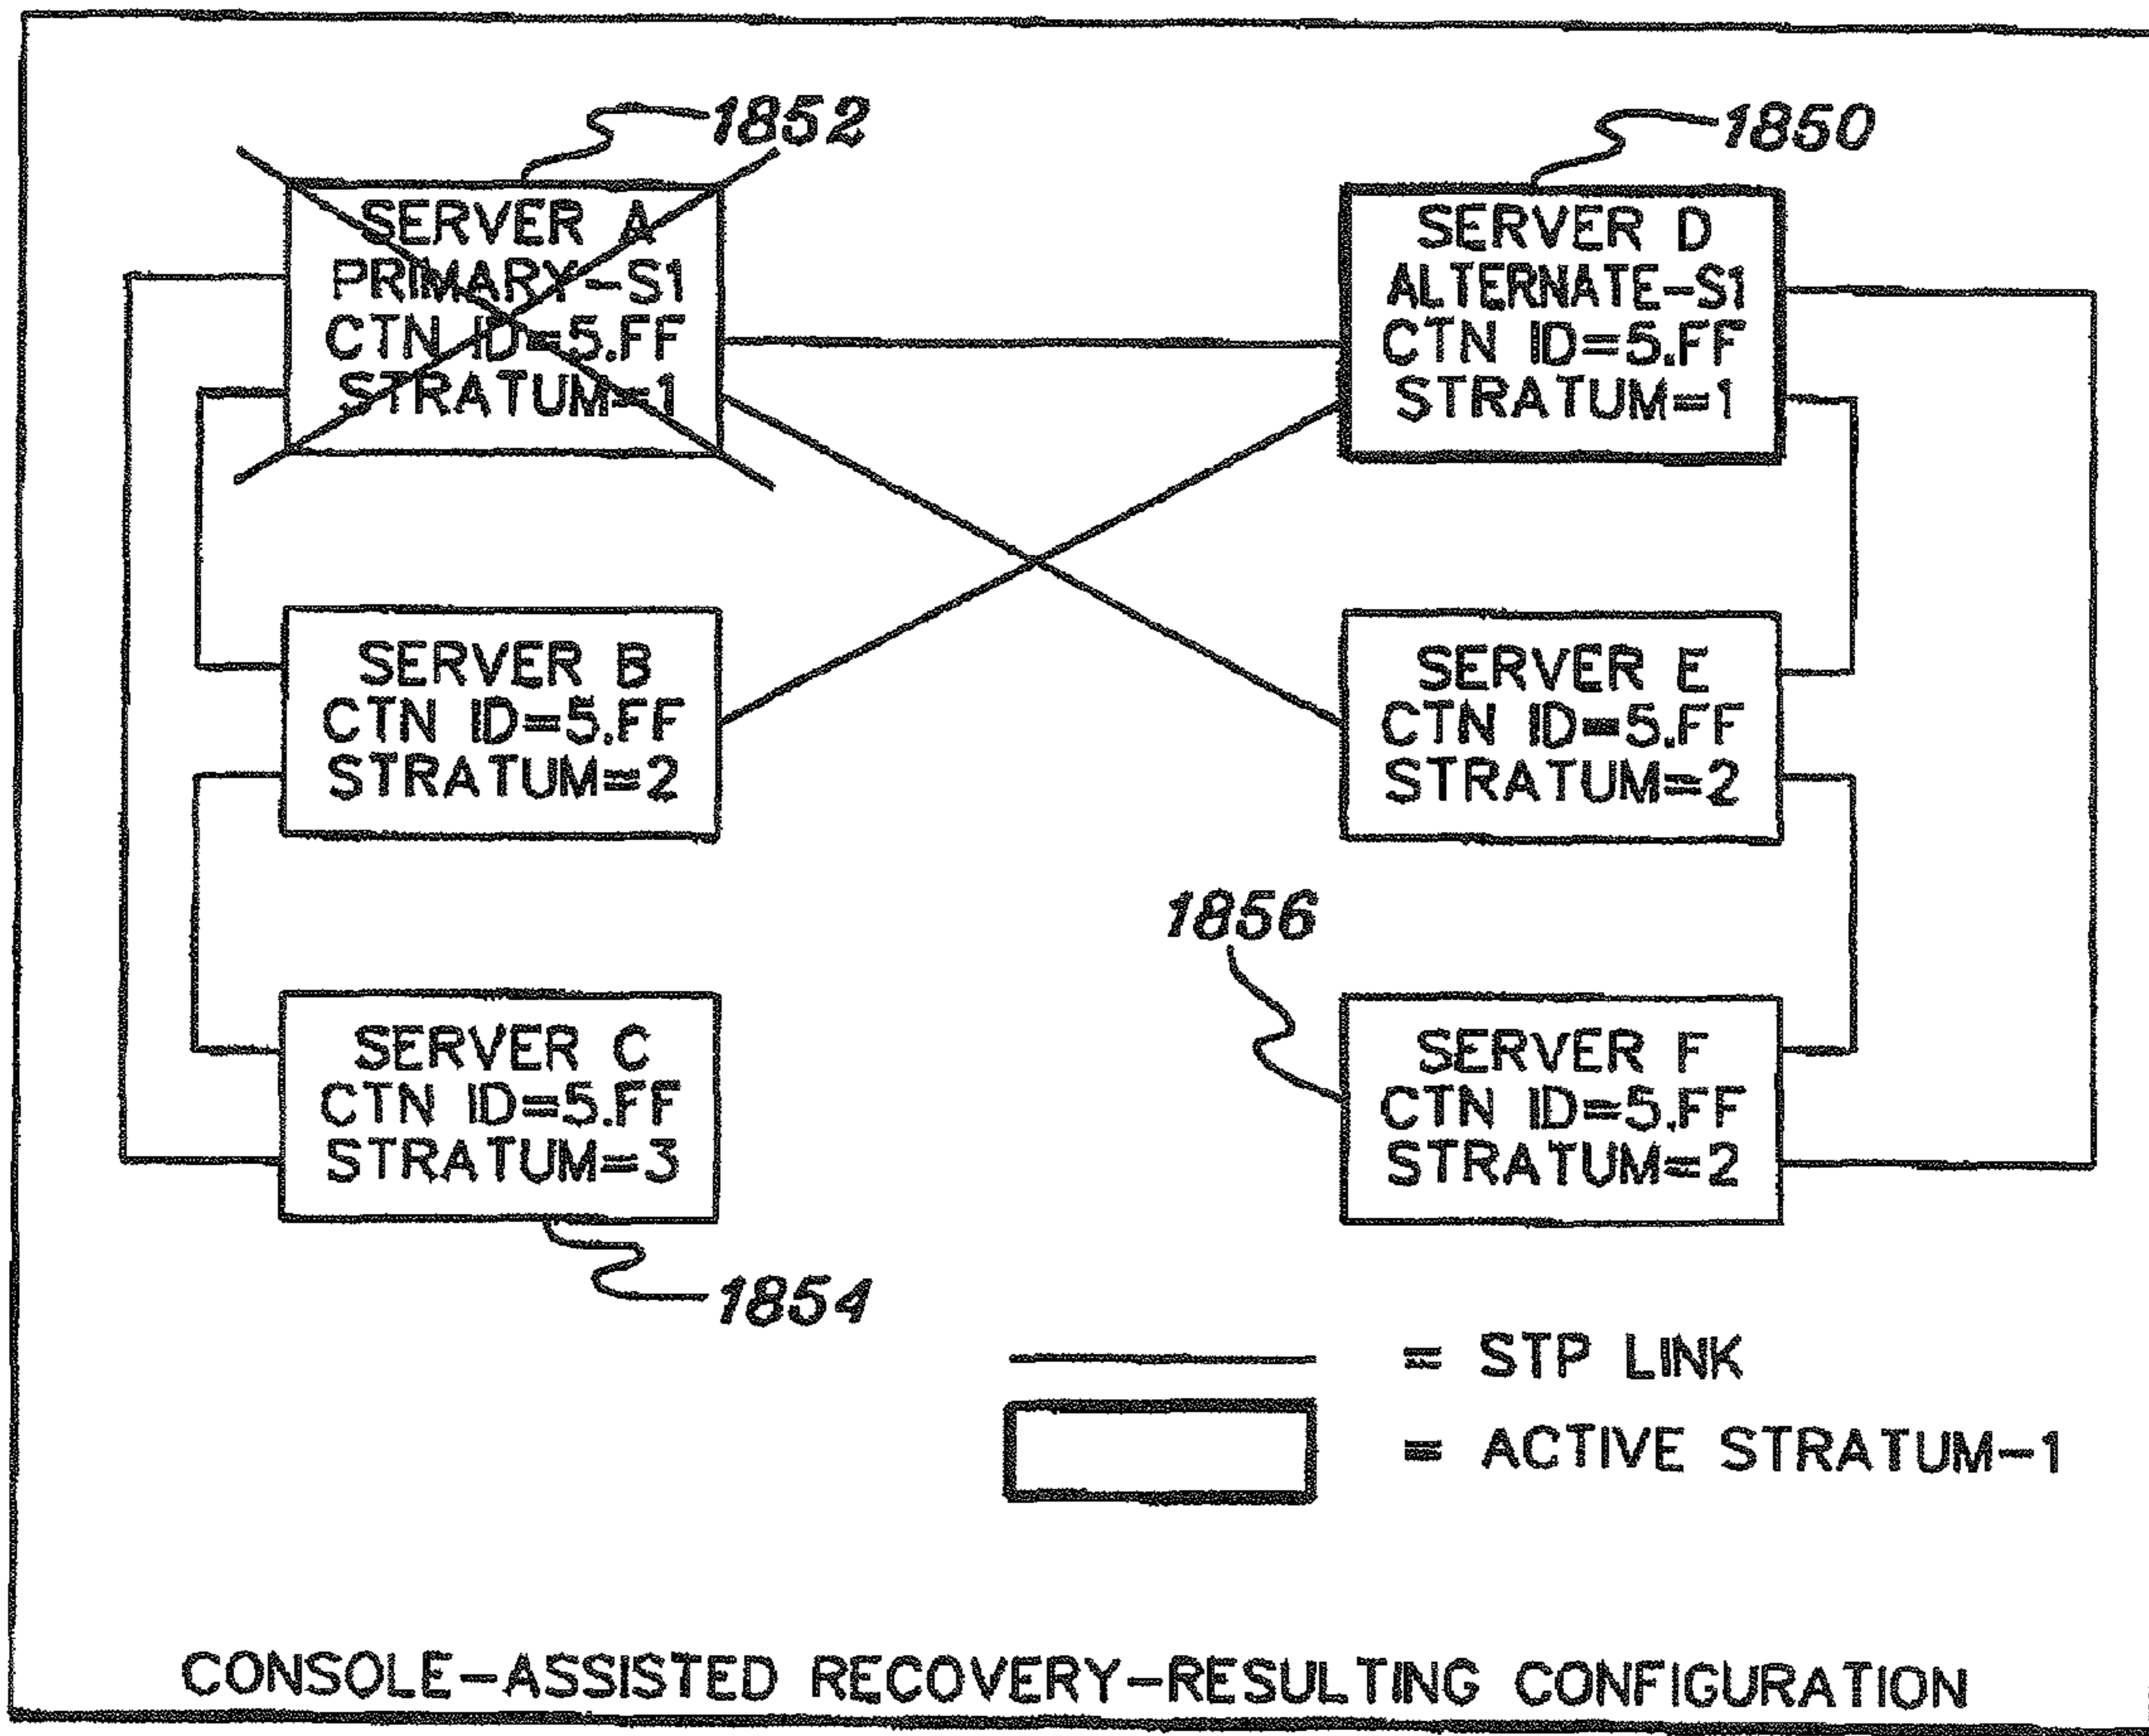 1852
SERVER A
PRIMARY-S1
CTN ID=5.FF
STRATUM=1
1850
SERVER D
ALTERNATE-S1
CTN ID=5.FF
STRATUM=1
SERVER B
CTN ID=5.FF
STRATUM=2
SERVER E
CTN ID=5.FF
STRATUM=2
1856
SERVER C
CTN ID=5.FF
STRATUM=3
SERVER F
CTN ID=5.FF
STRATUM=2
1854
= STP LINK
= ACTIVE STRATUM-1
CONSOLE-ASSISTED RECOVERY-RESULTING CONFIGURATION